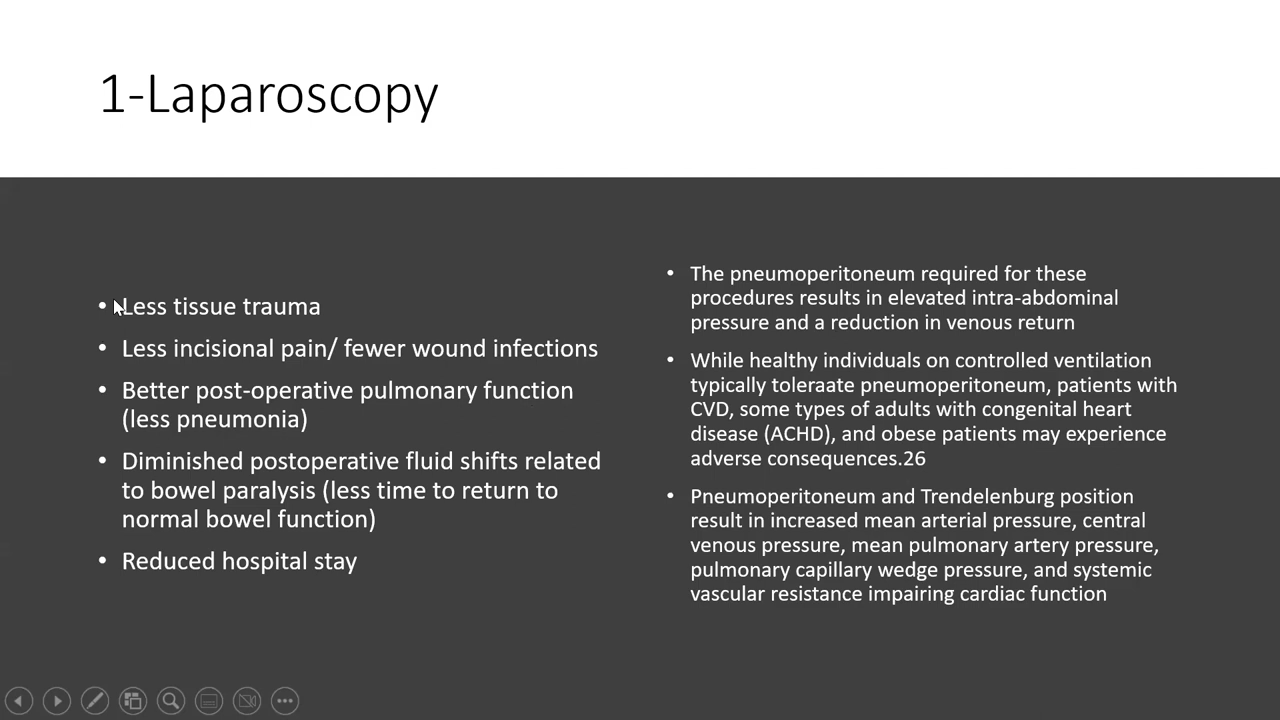 1-Laparoscopy
• Less tissue trauma
• Less incisional pain/ fewer wound infections
• Better post-operative pulmonary function
(less pneumonia)
• Diminished postoperative fluid shifts related
to bowel paralysis (less time to return to
normal bowel function)
• Reduced hospital stay
• The pneumoperitoneum required for these
procedures results in elevated intra-abdominal
pressure and a reduction in venous return
• While healthy individuals on controlled ventilation
typically toleraate pneumoperitoneum, patients with
CVD, some types of adults with congenital heart
disease (ACHD), and obese patients may experience
adverse consequences.26
• Pneumoperitoneum and Trendelenburg position
result in increased mean arterial pressure, central
venous pressure, mean pulmonary artery pressure,
pulmonary capillary wedge pressure, and systemic
vascular resistance impairing cardiac function